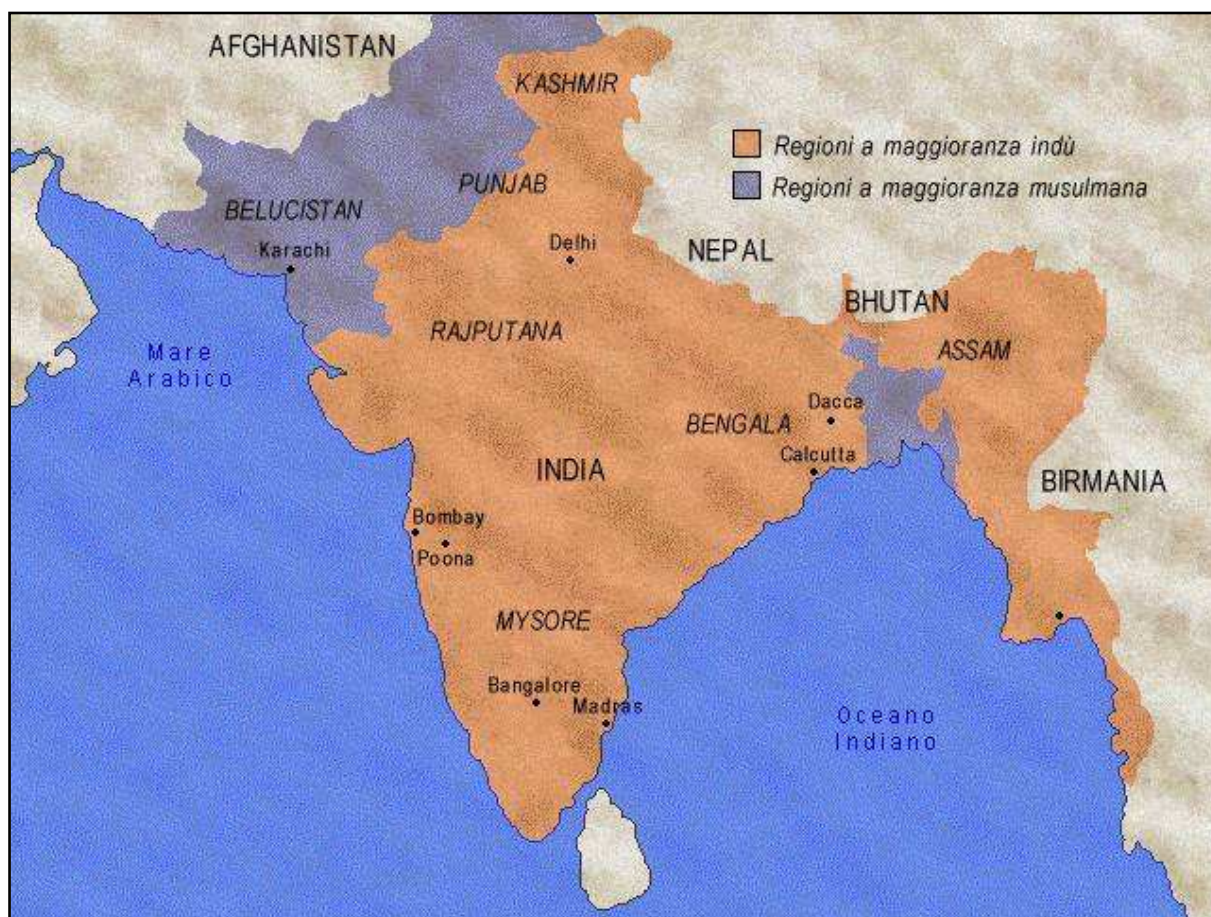 AFGHANISTAN
KASHMIR
Regioni a maggioranza indù
Regioni a maggioranza musulmana
PUNJAB
BELUCISTAN
Karachi
Delhi
NEPAL
BHUTAN
RAJPUTANA
ASSAM
Mare
Arabico
Dacca
BENGALA
Calcutta
INDIA
BIRMANIA
Bombay
Poona
MYSORE
Bangalore
Madras
Oceano
Indiano